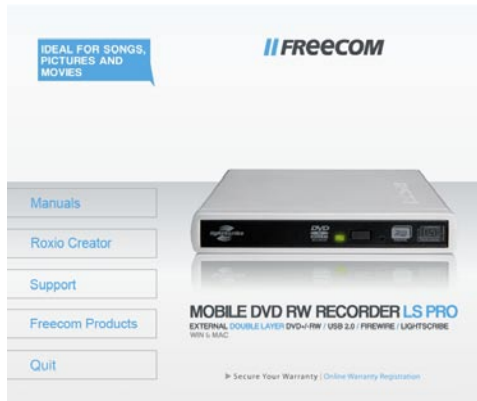 IDEAL FOR SONGS,
PICTURES AND
MOVIES
FREECOM
Manuals
Roxio Creator
Support
Freecom Products
Quit
DVD
MOBILE DVD RW RECORDER LS PRO
EXTERNAL DOUBLE LAYER DVD+/-RW / USB 2.0 / FIREWIRE / LIGHTSCRIBE
WIN & MAC
Secure Your Warranty | Online Warranty Registration